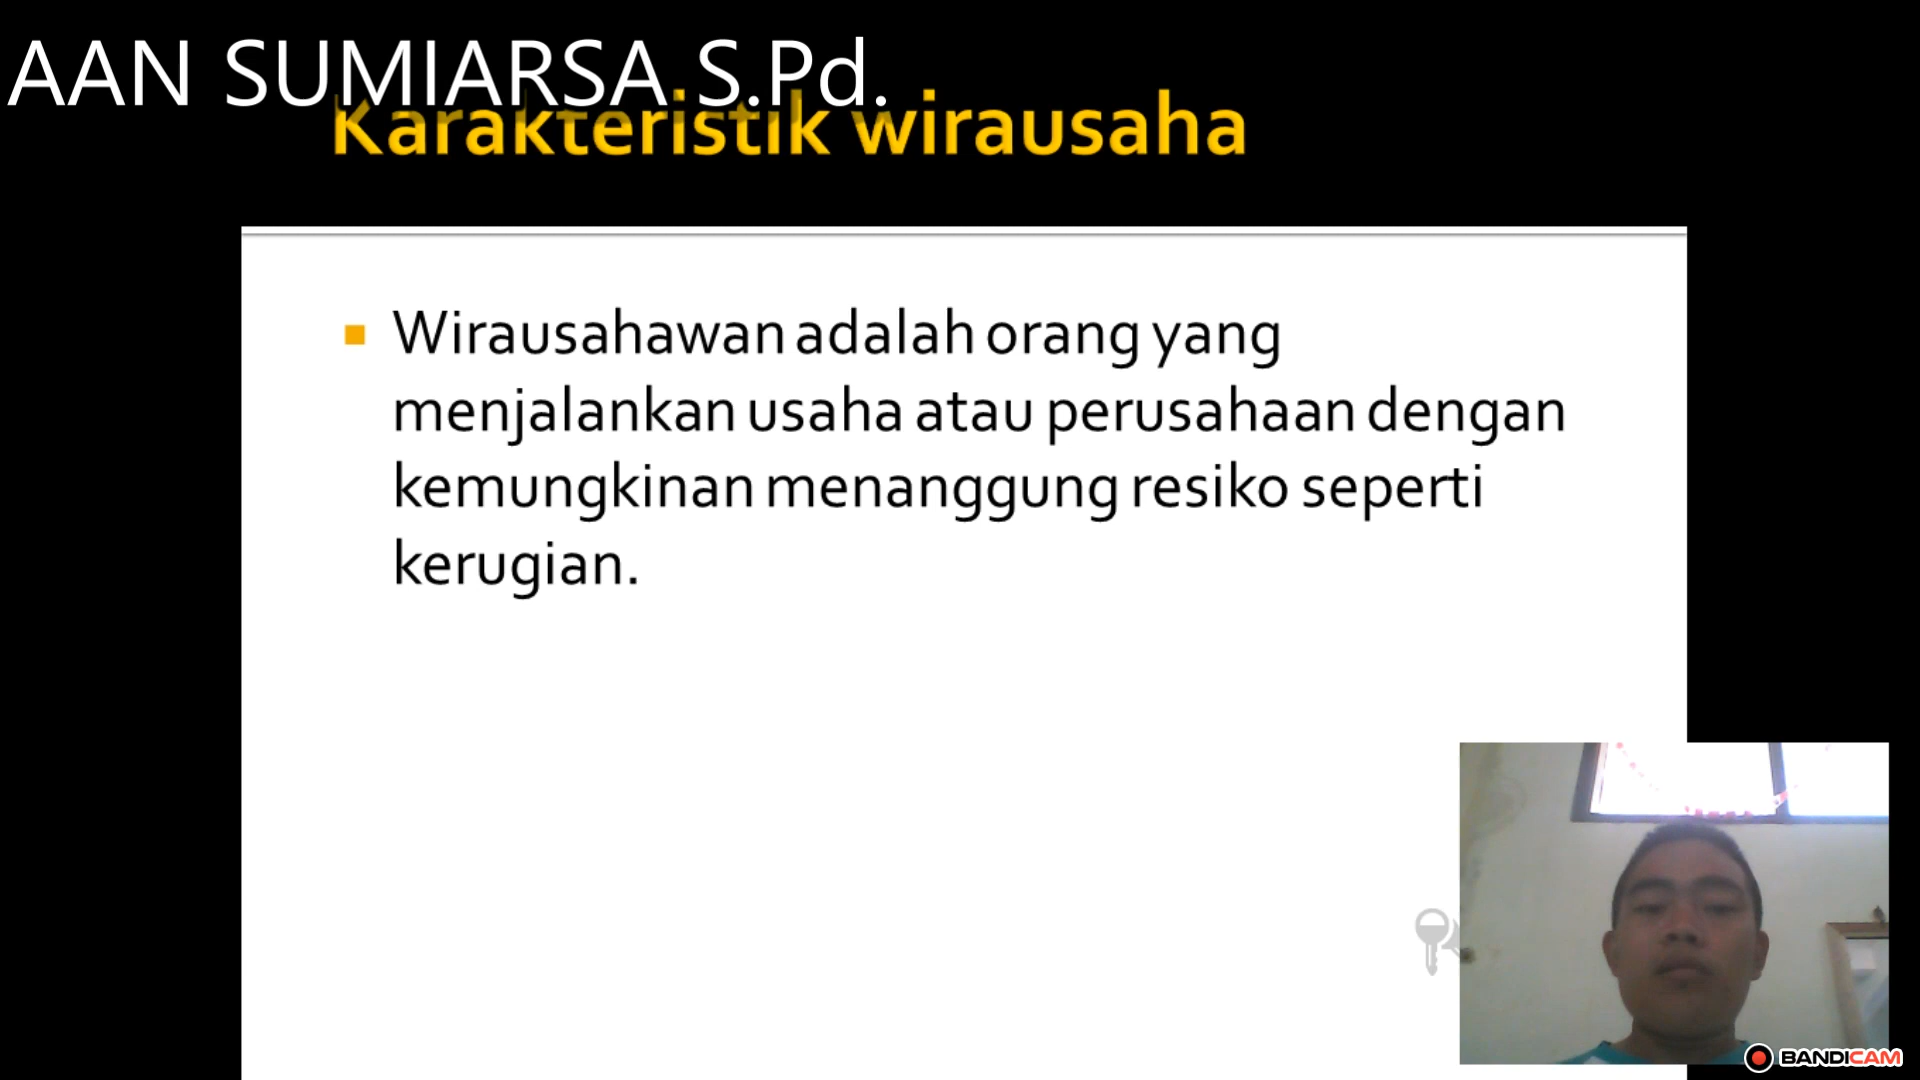 AAN SUMIARSA S.Pd.
Karakteristik wirausaha
Wirausahawan adalah orang yang
menjalankan usaha atau perusahaan dengan
kemungkinan menanggung resiko seperti
kerugian.
BANDICAM